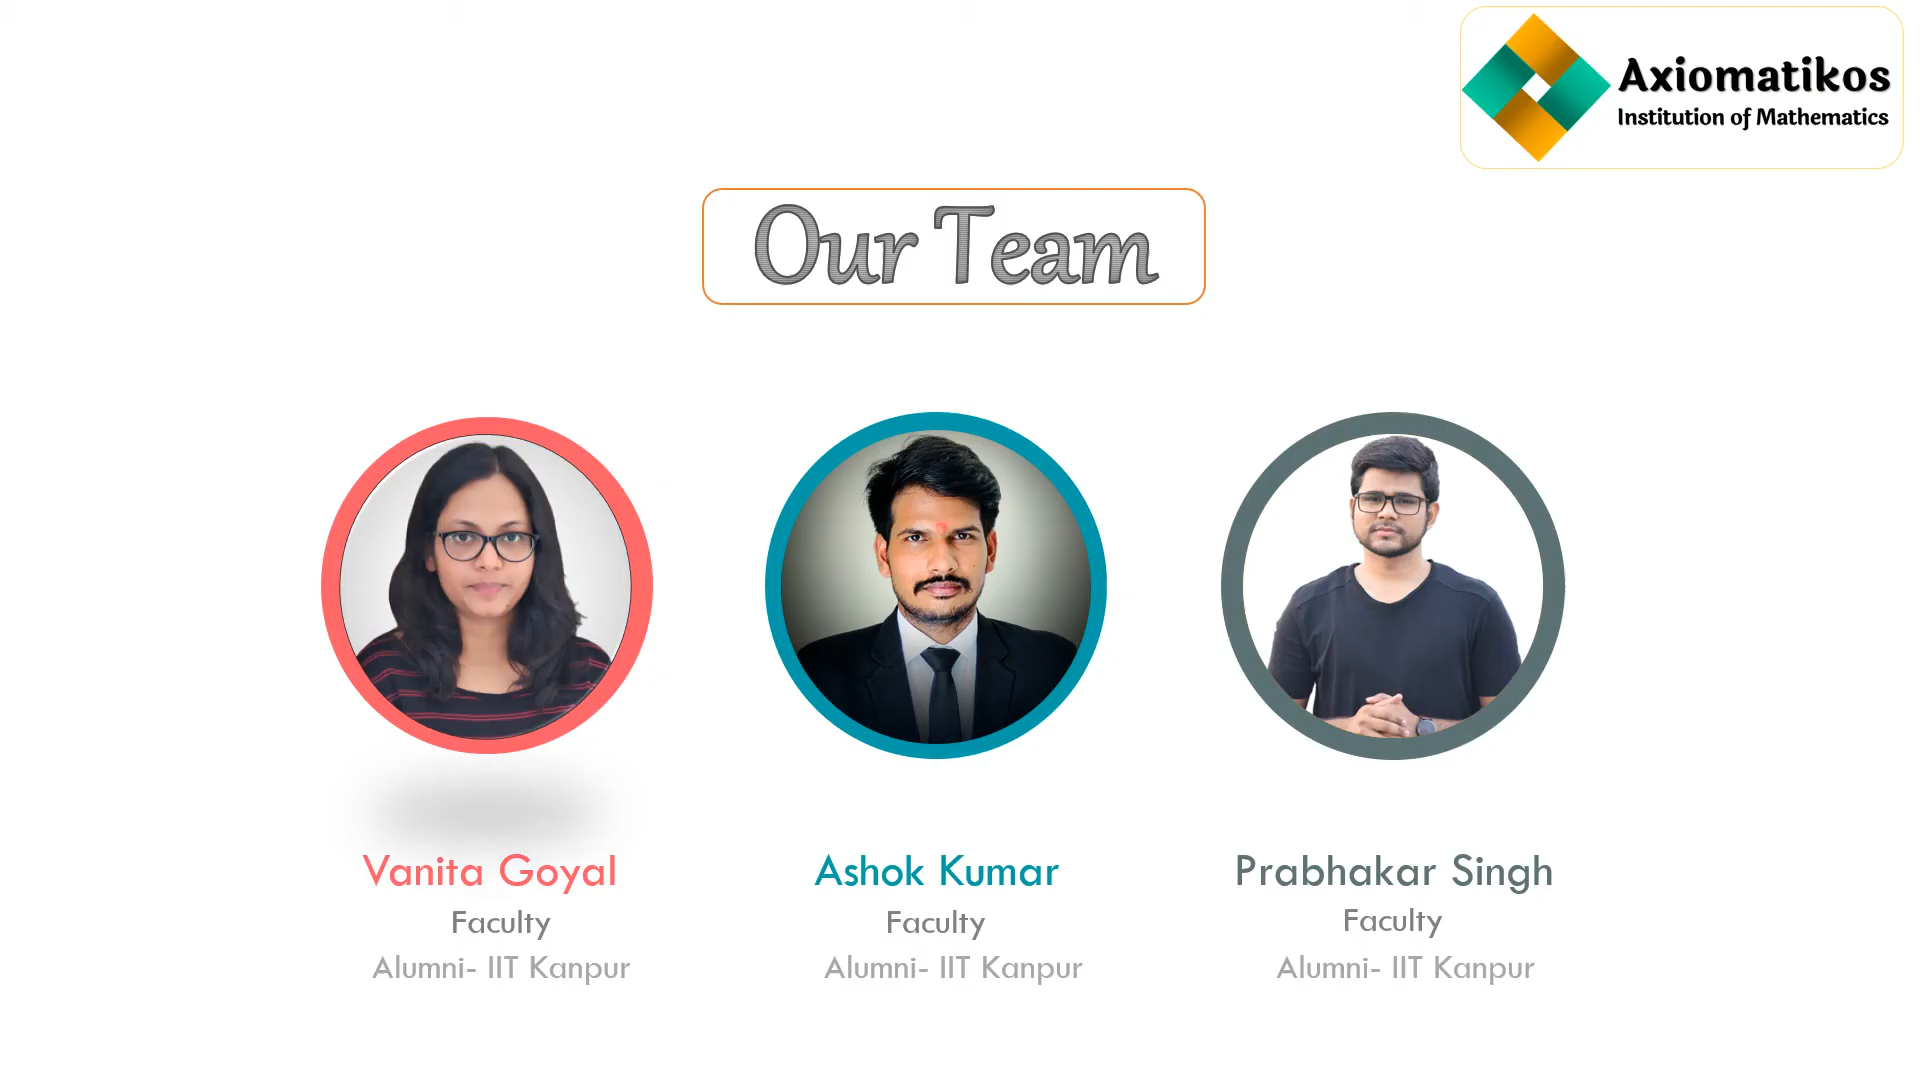 Axiomatikos
Institution of Mathematics
Our Team
Vanita Goyal
Faculty
Alumni- IIT Kanpur
Ashok Kumar
Faculty
Alumni- IIT Kanpur
Prabhakar Singh
Faculty
Alumni- IIT Kanpur